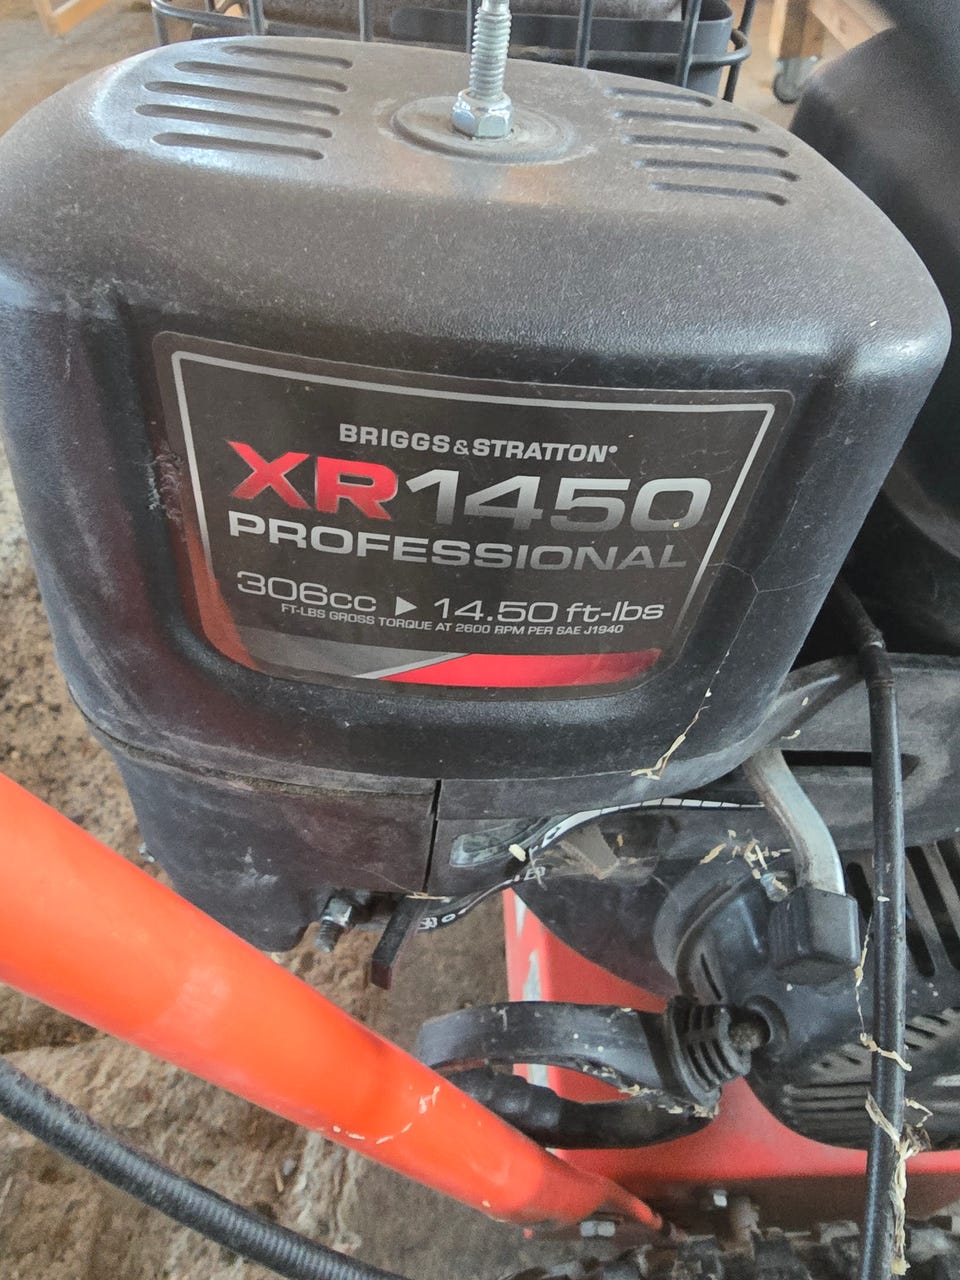 BRIGGS&STRATTON®
XR1450
PROFESSIONAL
306cc ▶ 14.50 ft-lbs
FT-LBS GROSS TORQUE AT 2600 RPM PER SAE J1940